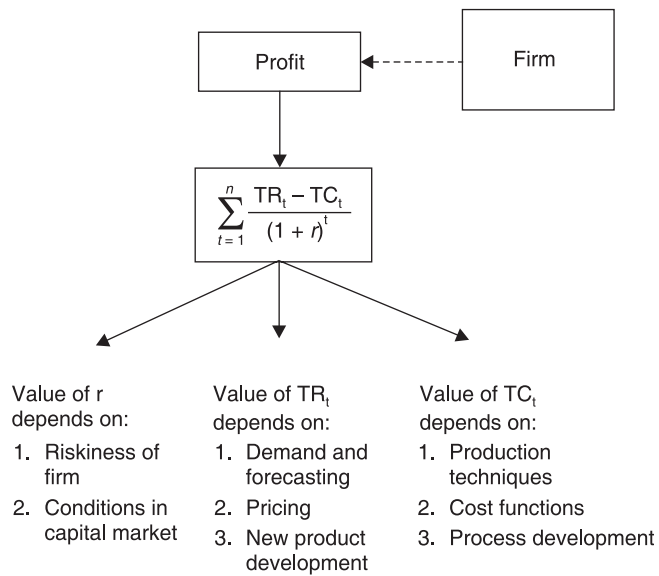 Profit
Firm
n
∑
t = 1
TRₜ – TCₜ
(1 + r)ᵗ
Value of r
depends on:
1. Riskiness of
firm
2. Conditions in
capital market
Value of TRₜ
depends on:
1. Demand and
forecasting
2. Pricing
3. New product
development
Value of TCₜ
depends on:
1. Production
techniques
2. Cost functions
3. Process development